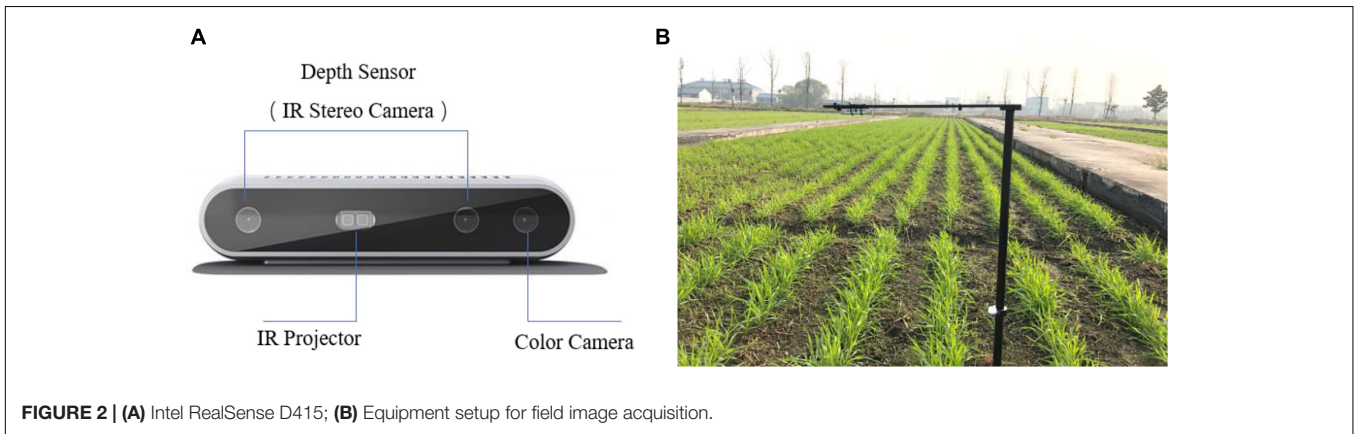 A
B
Depth Sensor
( IR Stereo Camera )
IR Projector
Color Camera
FIGURE 2 | (A) Intel RealSense D415; (B) Equipment setup for field image acquisition.